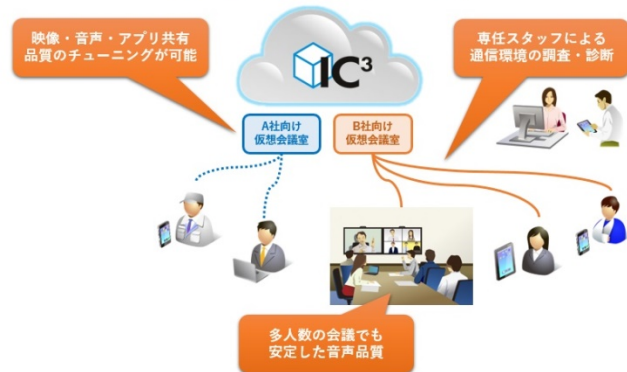 映像・音声・アプリ共有
品質のチューニングが可能
専任スタッフによる
通信環境の調査・診断
IC3
A社向け
仮想会議室
B社向け
仮想会議室
多人数の会議でも
安定した音声品質